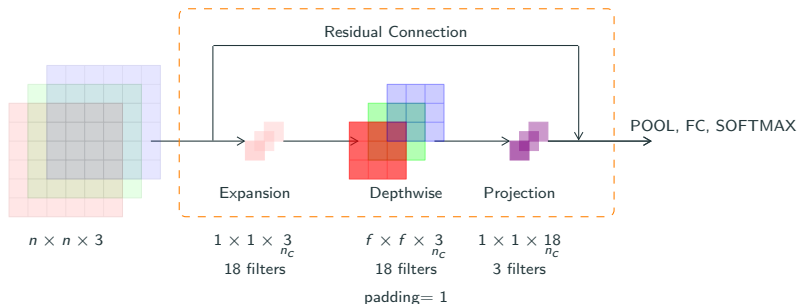 Residual Connection
POOL, FC, SOFTMAX
Expansion
Depthwise
Projection
n × n × 3
1 × 1 × 3
n_C
18 filters
f × f × 3
n_C
18 filters
padding= 1
1 × 1 × 18
n_C
3 filters